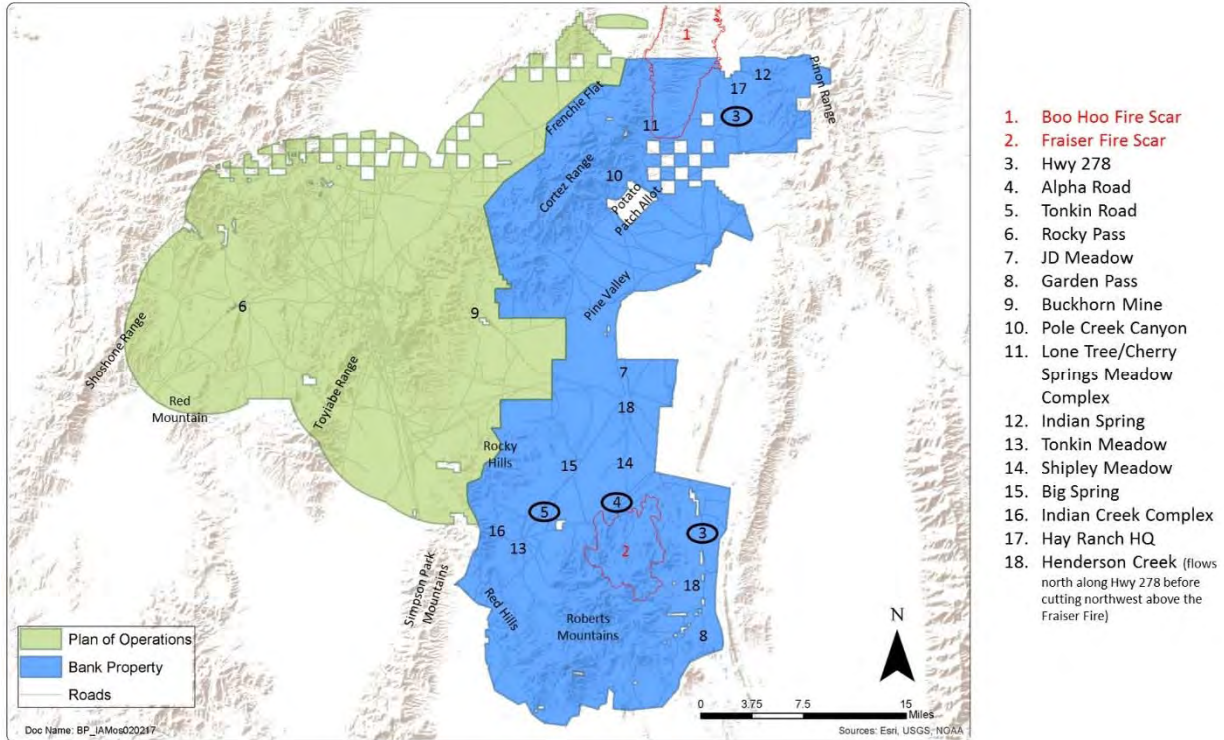 1
12
17
Pinon Range
3
Frenchie Flat
11
Cortez Range
10
Potato
Patch Allot.
Pine Valley
6
9
Shoshone Range
Red
Mountain
Toyiabe Range
7
18
Rocky
Hills
15
14
5
4
3
16
13
2
Simpson Park
Mountains
Red Hills
Roberts
Mountains
18
8
Plan of Operations
Bank Property
Roads
N
0 3.75 7.5 15
Miles
Doc Name: BP_IAMos020217
Sources: Esri, USGS, NOAA
1. Boo Hoo Fire Scar
2. Fraiser Fire Scar
3. Hwy 278
4. Alpha Road
5. Tonkin Road
6. Rocky Pass
7. JD Meadow
8. Garden Pass
9. Buckhorn Mine
10. Pole Creek Canyon
11. Lone Tree/Cherry
Springs Meadow
Complex
12. Indian Spring
13. Tonkin Meadow
14. Shipley Meadow
15. Big Spring
16. Indian Creek Complex
17. Hay Ranch HQ
18. Henderson Creek (flows
north along Hwy 278 before
cutting northwest above the
Fraiser Fire)